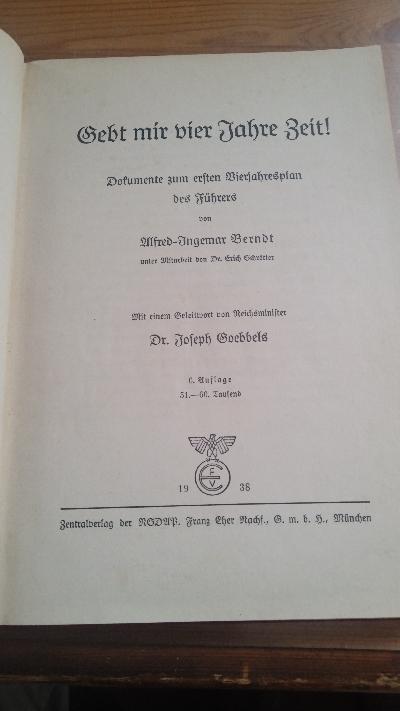 Gebt mir vier Jahre Zeit!
Dokumente zum ersten Vierjahresplan
des Führers
von
Alfred-Ingemar Berndt
unter Mitarbeit von Dr. Erich
Mit einem Geleitwort von Reichsminister
Dr. Joseph Goebbels
6. Auflage
51.—60. Tausend
F
E
V
19 38
Zentralverlag der NSDAP. Franz Eher Nachf., G. m. b. H., München